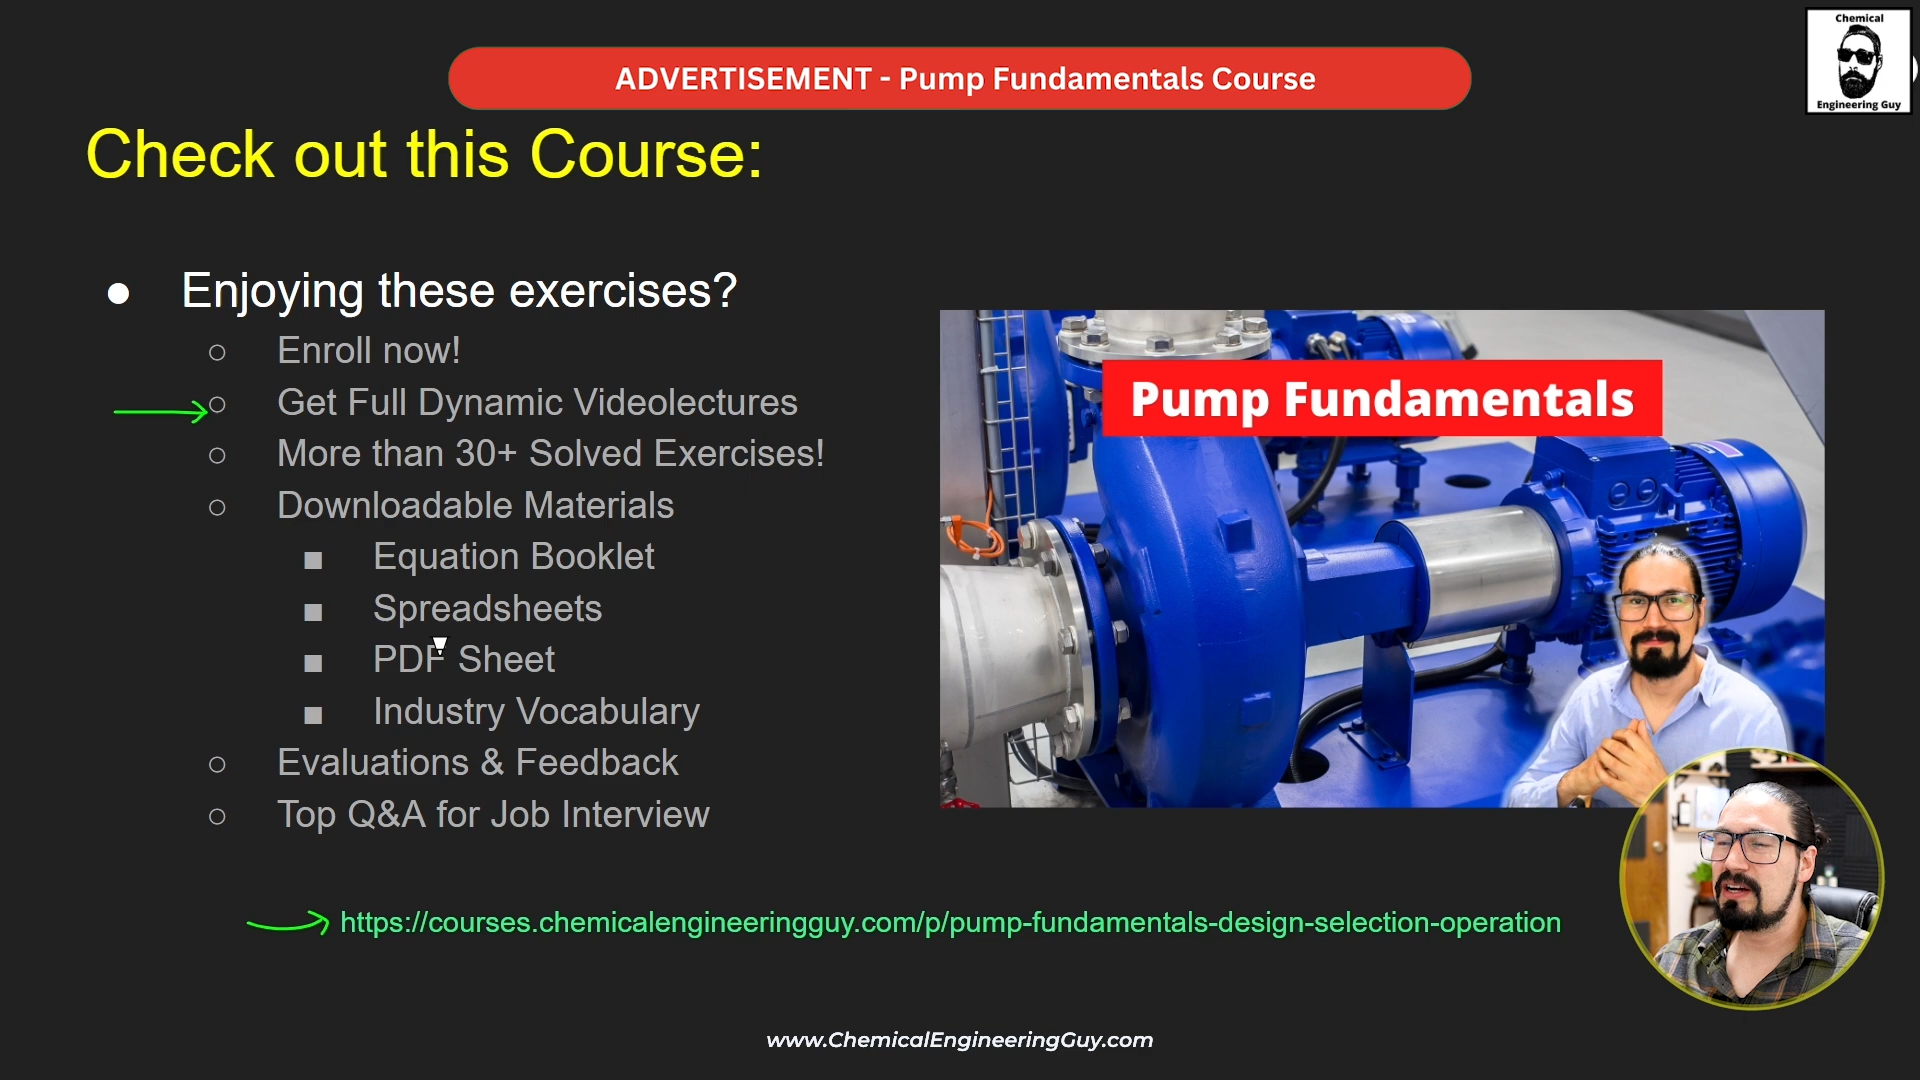 Chemical
Engineering Guy
ADVERTISEMENT - Pump Fundamentals Course
Check out this Course:
● Enjoying these exercises?
○ Enroll now!
○ Get Full Dynamic Videolectures
○ More than 30+ Solved Exercises!
○ Downloadable Materials
■ Equation Booklet
■ Spreadsheets
■ PDF Sheet
■ Industry Vocabulary
○ Evaluations & Feedback
○ Top Q&A for Job Interview
Pump Fundamentals
https://courses.chemicalengineeringguy.com/p/pump-fundamentals-design-selection-operation
www.ChemicalEngineeringGuy.com